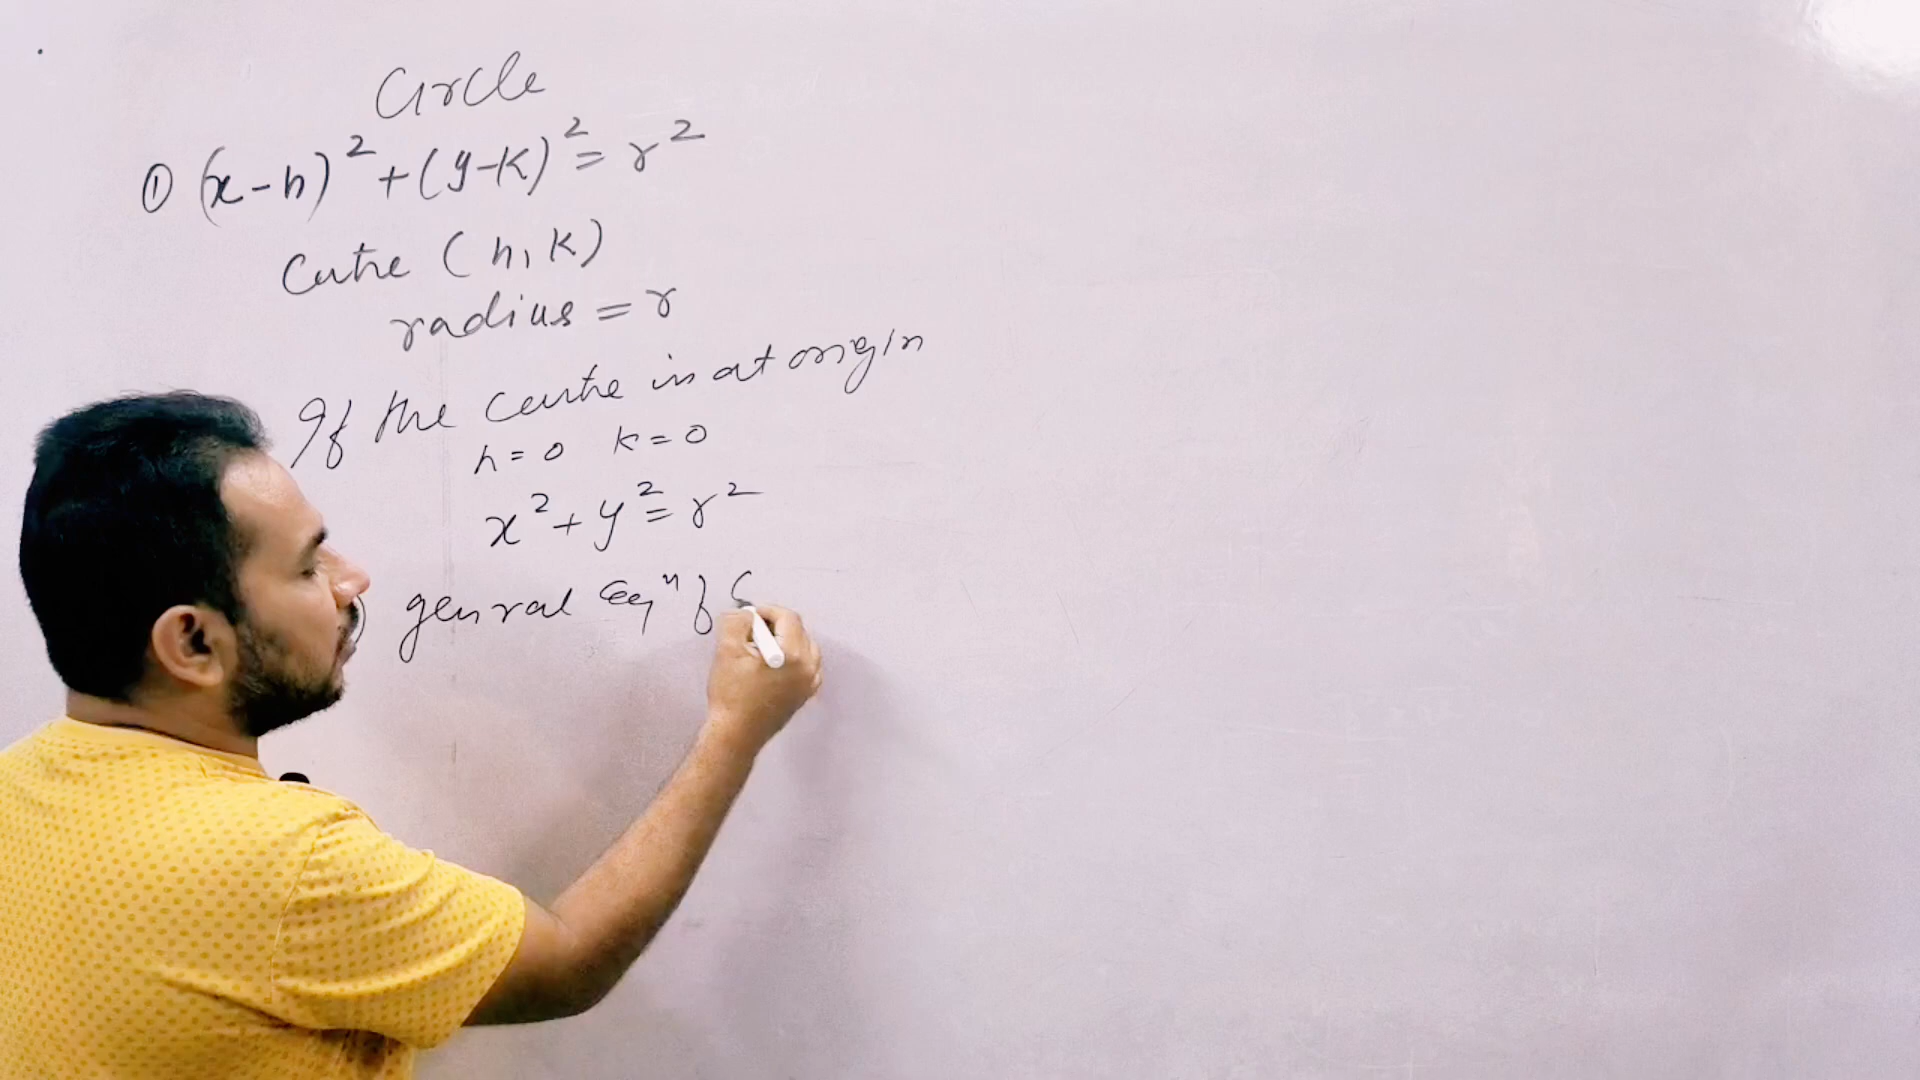 Circle
① (x-h)² + (y-k)² = r²
Centre (h, k)
radius = r
If the centre is at origin
h = 0 k = 0
x² + y² = r²
) general Eqⁿ of C